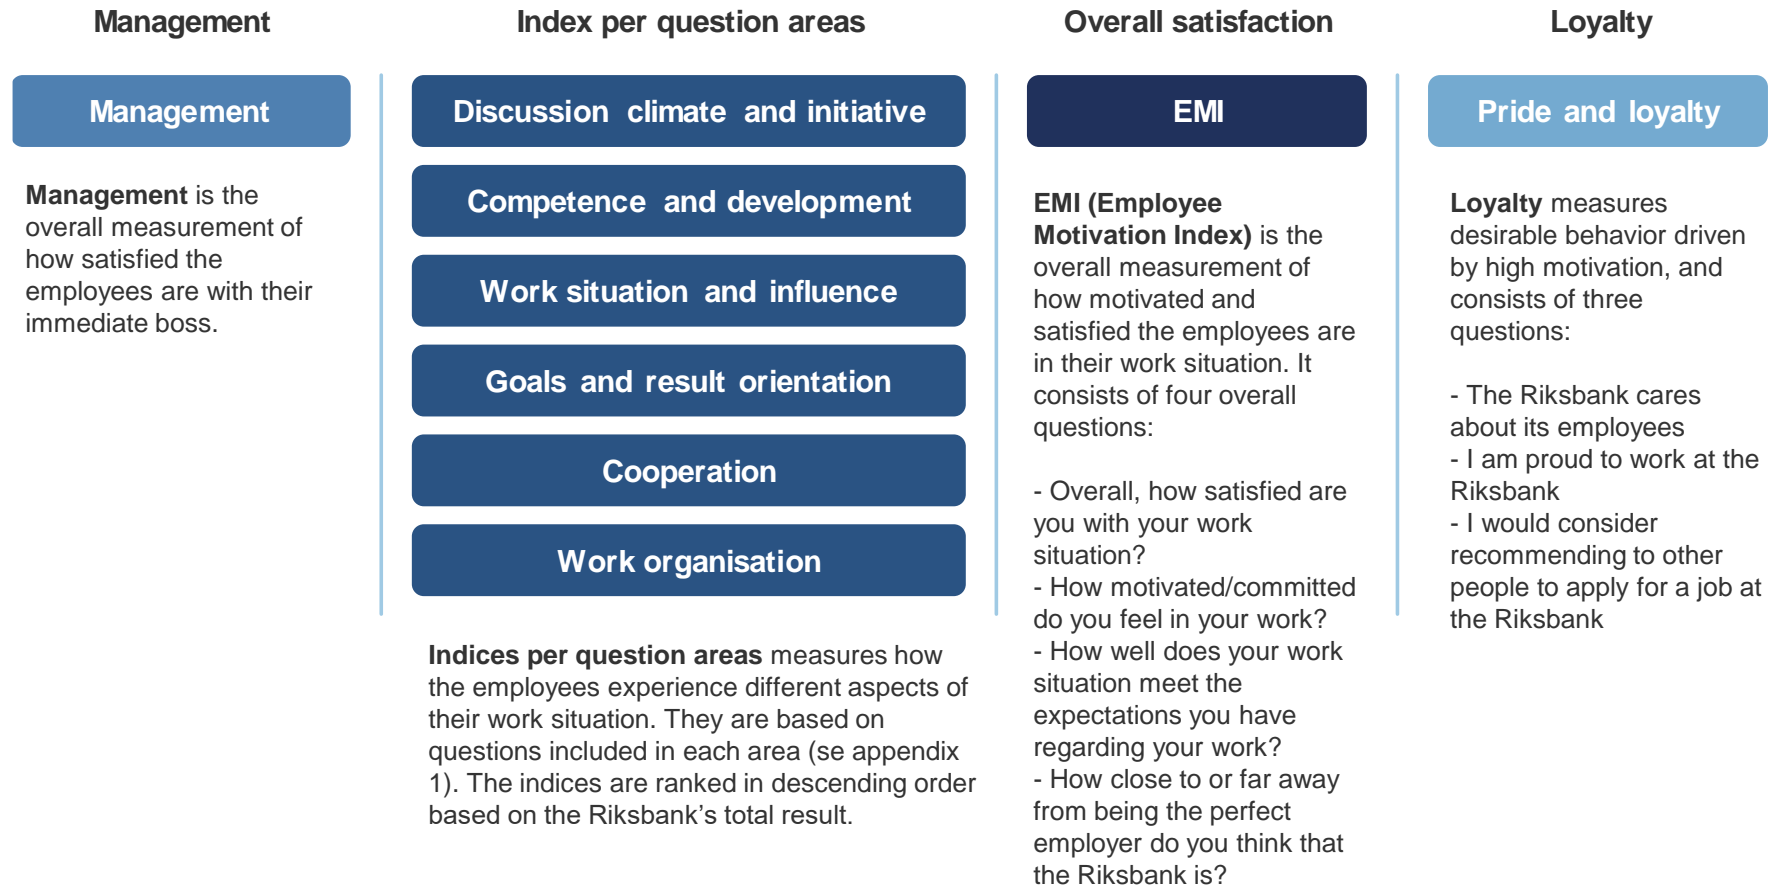 Management
Index per question areas
Overall satisfaction
Loyalty
Management
Management is the
overall measurement of
how satisfied the
employees are with their
immediate boss.
Discussion climate and initiative
Competence and development
Work situation and influence
Goals and result orientation
Cooperation
Work organisation
Indices per question areas measures how
the employees experience different aspects of
their work situation. They are based on
questions included in each area (se appendix
1). The indices are ranked in descending order
based on the Riksbank’s total result.
EMI
EMI (Employee
Motivation Index) is the
overall measurement of
how motivated and
satisfied the employees are
in their work situation. It
consists of four overall
questions:
- Overall, how satisfied are
you with your work
situation?
- How motivated/committed
do you feel in your work?
- How well does your work
situation meet the
expectations you have
regarding your work?
- How close to or far away
from being the perfect
employer do you think that
the Riksbank is?
Pride and loyalty
Loyalty measures
desirable behavior driven
by high motivation, and
consists of three
questions:
- The Riksbank cares
about its employees
- I am proud to work at the
Riksbank
- I would consider
recommending to other
people to apply for a job at
the Riksbank